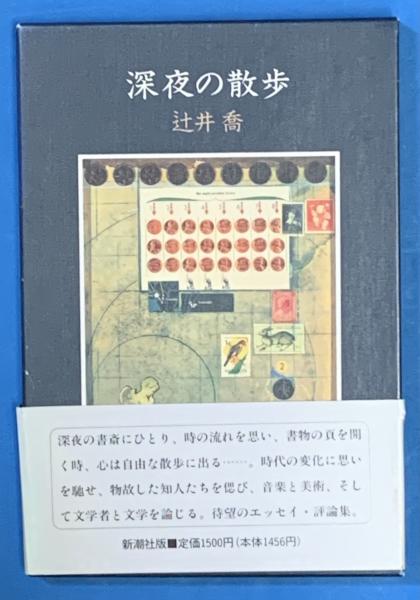 深夜の散歩
辻井 喬
深夜の書斎にひとり、時の流れを思い、書物の頁を開
く時、心は自由な散歩に出る……。時代の変化に思い
を馳せ、物故した知人たちを偲び、音楽と美術、そし
て文学者と文学を論じる。待望のエッセイ・評論集。
新潮社版■定価1500円(本体1456円)